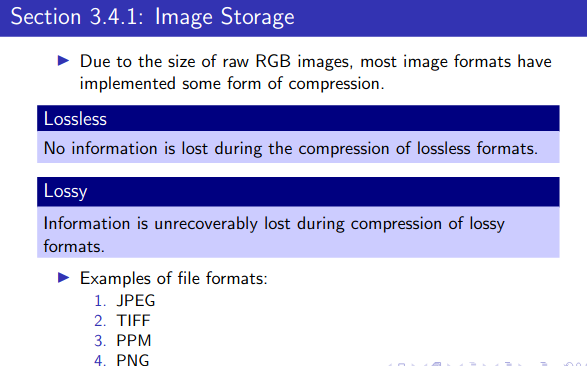 Section 3.4.1: Image Storage
Due to the size of raw RGB images, most image formats have
implemented some form of compression.
Lossless
No information is lost during the compression of lossless formats.
Lossy
Information is unrecoverably lost during compression of lossy
formats.
Examples of file formats:
1. JPEG
2. TIFF
3. PPM
4. PNG